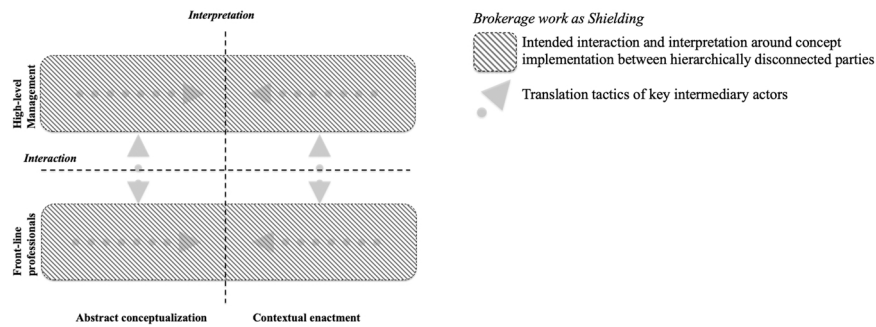 Interpretation
High-level
Management
Interaction
Front-line
professionals
Abstract conceptualization
Contextual enactment
Brokerage work as Shielding
Intended interaction and interpretation around concept
implementation between hierarchically disconnected parties
Translation tactics of key intermediary actors